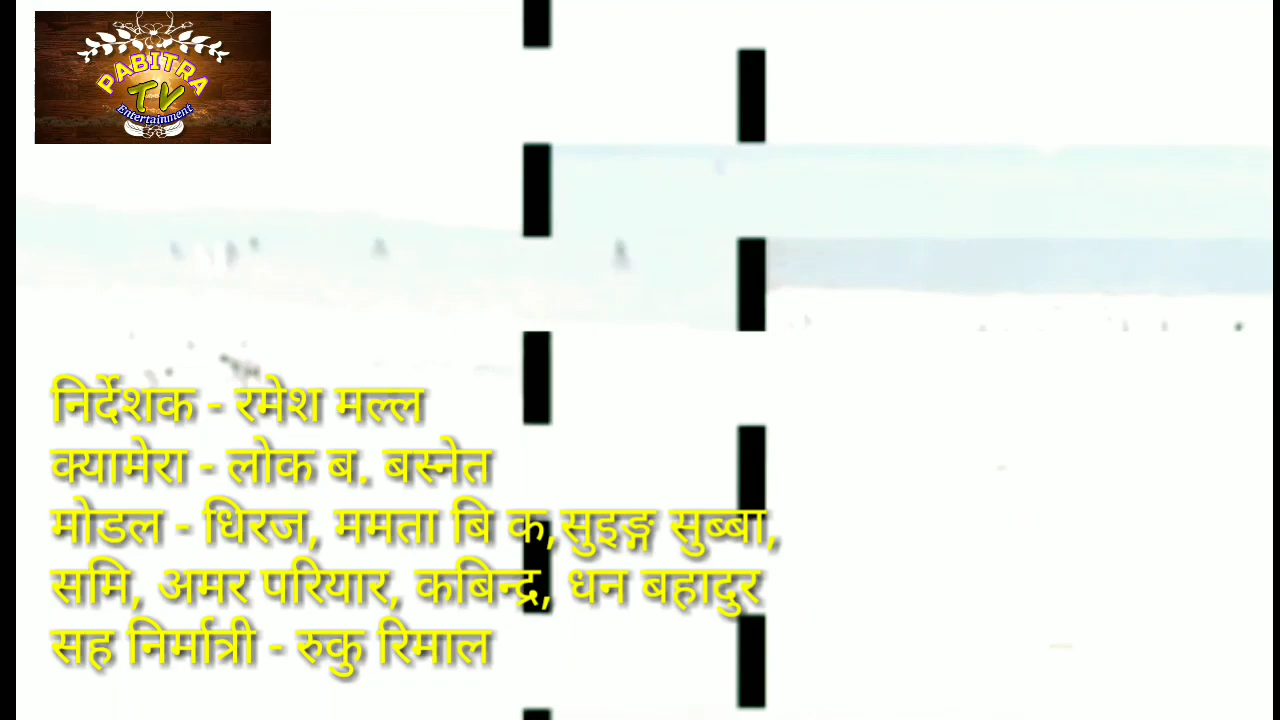 PABITRA
TV
Entertainment
निर्देशक - रमेश मल्ल
क्यामेरा - लोक ब. बस्नेत
मोडल - धिरज, ममता बि क,सुइङ्ग सुब्बा,
समि, अमर परियार, कबिन्द्र, धन बहादुर
सह निर्मात्री - रुकु रिमाल